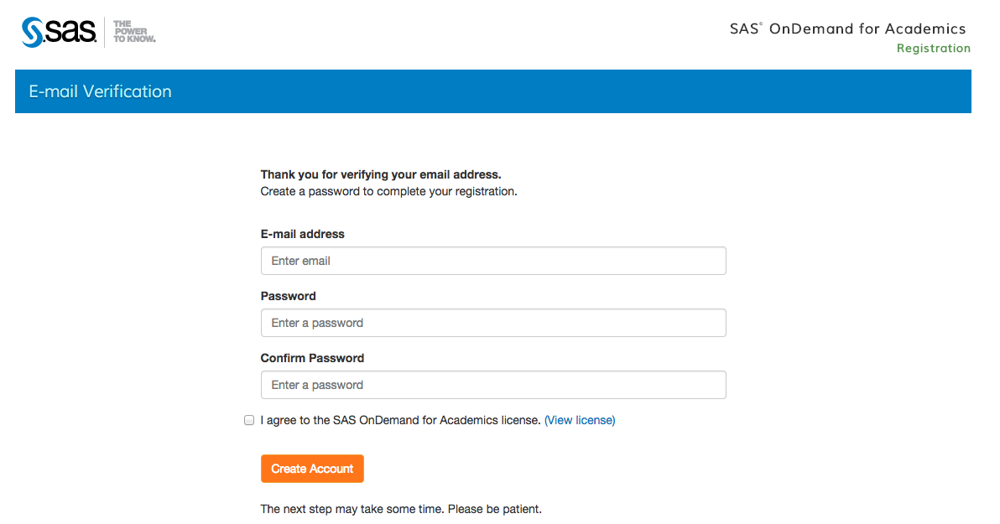 sas
THE
POWER
TO KNOW.
SAS® OnDemand for Academics
Registration
E-mail Verification
Thank you for verifying your email address.
Create a password to complete your registration.
E-mail address
Enter email
Password
Enter a password
Confirm Password
Enter a password
I agree to the SAS OnDemand for Academics license. (View license)
Create Account
The next step may take some time. Please be patient.